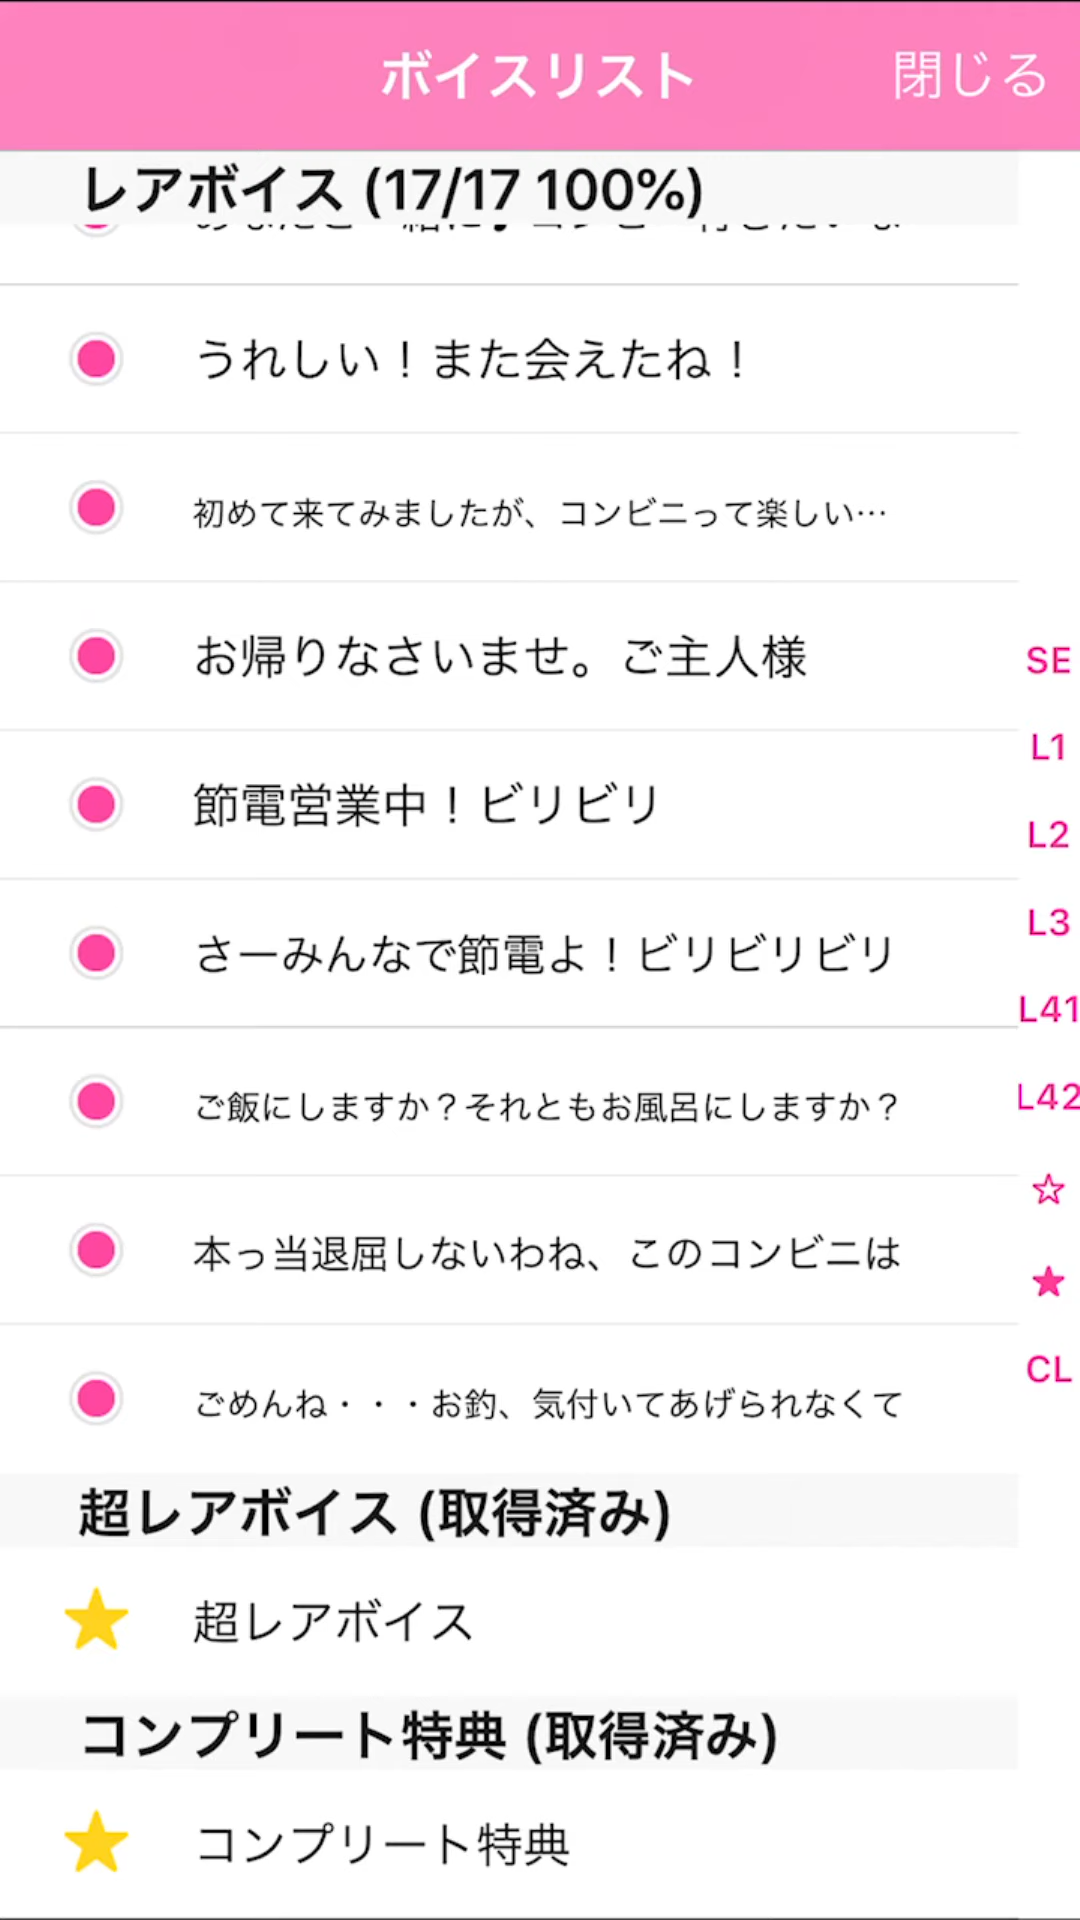 ボイスリスト
閉じる
レアボイス (17/17 100%)
うれしい！また会えたね！
初めて来てみましたが、コンビニって楽しい…
お帰りなさいませ。ご主人様
節電営業中！ビリビリ
さーみんなで節電よ！ビリビリビリ
ご飯にしますか？それともお風呂にしますか？
本っ当退屈しないわね、このコンビニは
ごめんね・・・お釣、気付いてあげられなくて
超レアボイス (取得済み)
超レアボイス
コンプリート特典 (取得済み)
コンプリート特典
SE
L1
L2
L3
L41
L42
☆
★
CL